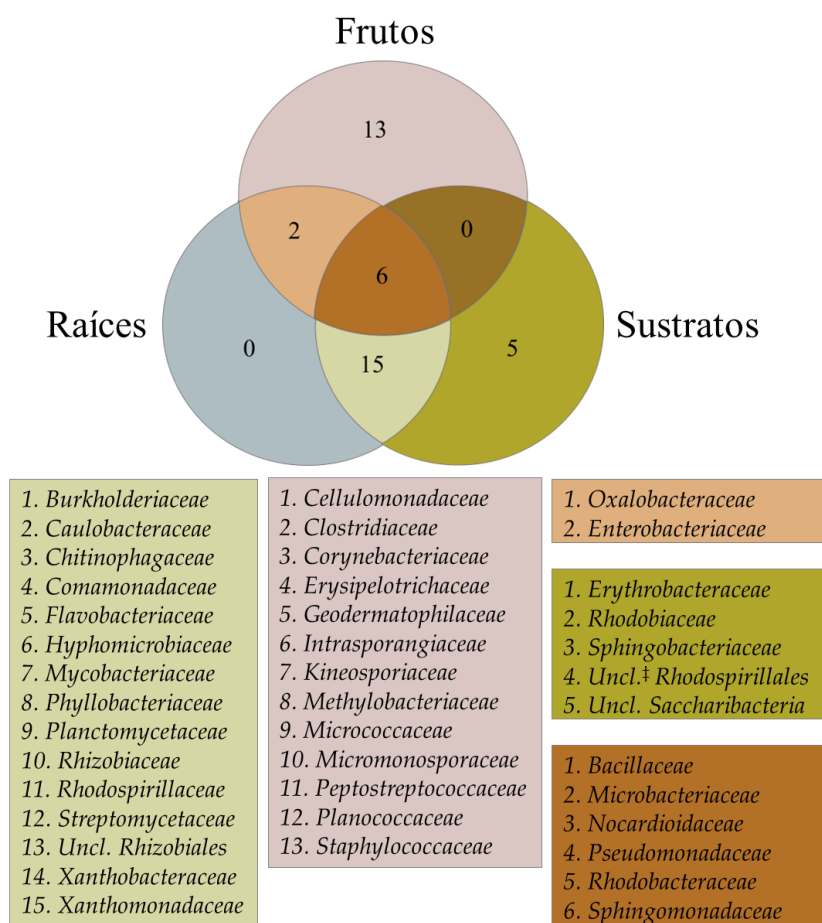 Frutos
13
2
0
6
Raíces
Sustratos
0
15
5
1. Burkholderiaceae
2. Caulobacteraceae
3. Chitinophagaceae
4. Comamonadaceae
5. Flavobacteriaceae
6. Hyphomicrobiaceae
7. Mycobacteriaceae
8. Phyllobacteriaceae
9. Planctomycetaceae
10. Rhizobiaceae
11. Rhodospirillaceae
12. Streptomycetaceae
13. Uncl. Rhizobiales
14. Xanthobacteraceae
15. Xanthomonadaceae
1. Cellulomonadaceae
2. Clostridiaceae
3. Corynebacteriaceae
4. Erysipelotrichaceae
5. Geodermatophilaceae
6. Intrasporangiaceae
7. Kineosporiaceae
8. Methylobacteriaceae
9. Micrococcaceae
10. Micromonosporaceae
11. Peptostreptococcaceae
12. Planococcaceae
13. Staphylococcaceae
1. Oxalobacteraceae
2. Enterobacteriaceae
1. Erythrobacteraceae
2. Rhodobiaceae
3. Sphingobacteriaceae
4. Uncl.‡ Rhodospirillales
5. Uncl. Saccharibacteria
1. Bacillaceae
2. Microbacteriaceae
3. Nocardioidaceae
4. Pseudomonadaceae
5. Rhodobacteraceae
6. Sphingomonadaceae